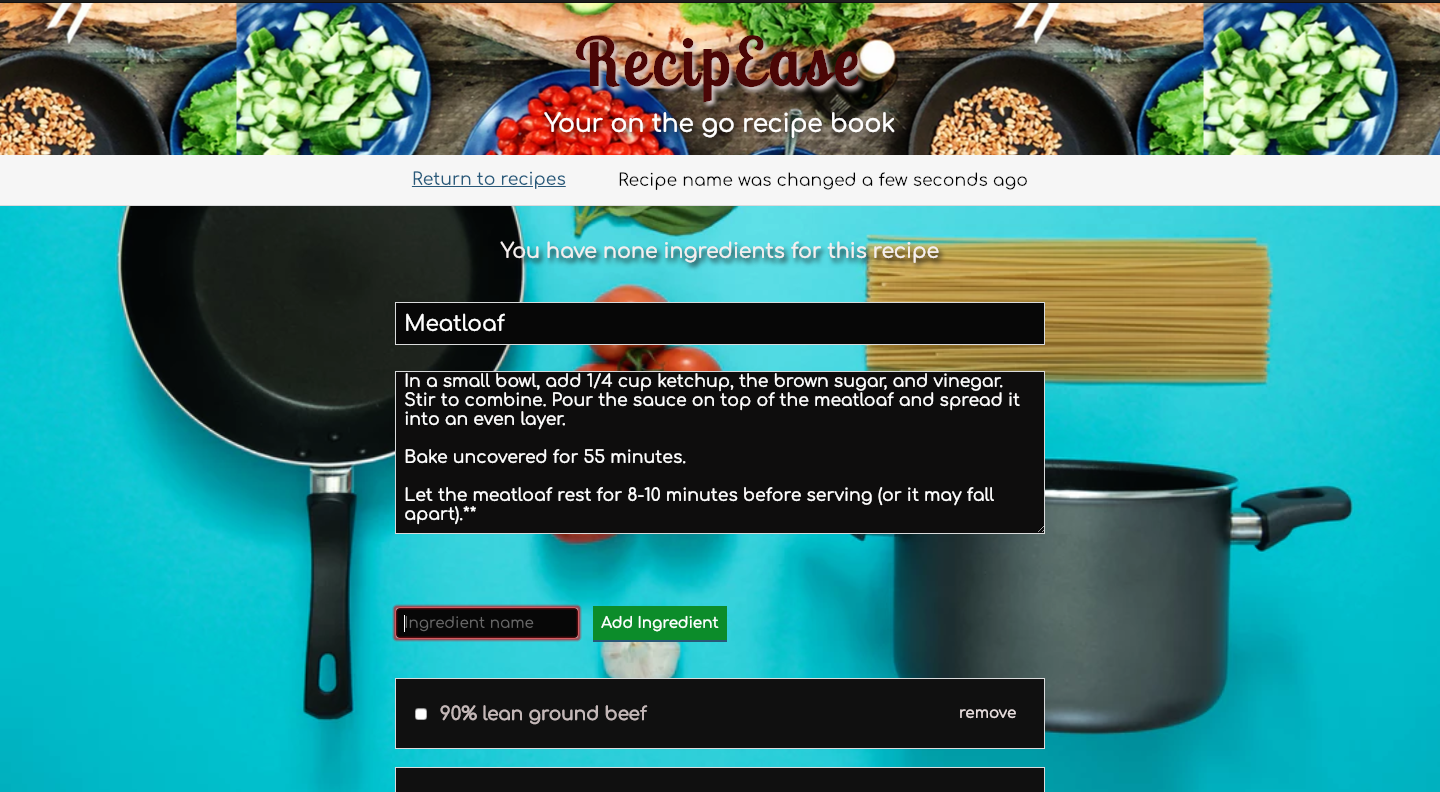 RecipEase
Your on the go recipe book
Return to recipes
Recipe name was changed a few seconds ago
You have none ingredients for this recipe
Meatloaf
In a small bowl, add 1/4 cup ketchup, the brown sugar, and vinegar.
Stir to combine. Pour the sauce on top of the meatloaf and spread it
into an even layer.
Bake uncovered for 55 minutes.
Let the meatloaf rest for 8-10 minutes before serving (or it may fall
apart).**
Ingredient name
Add Ingredient
90% lean ground beef
remove